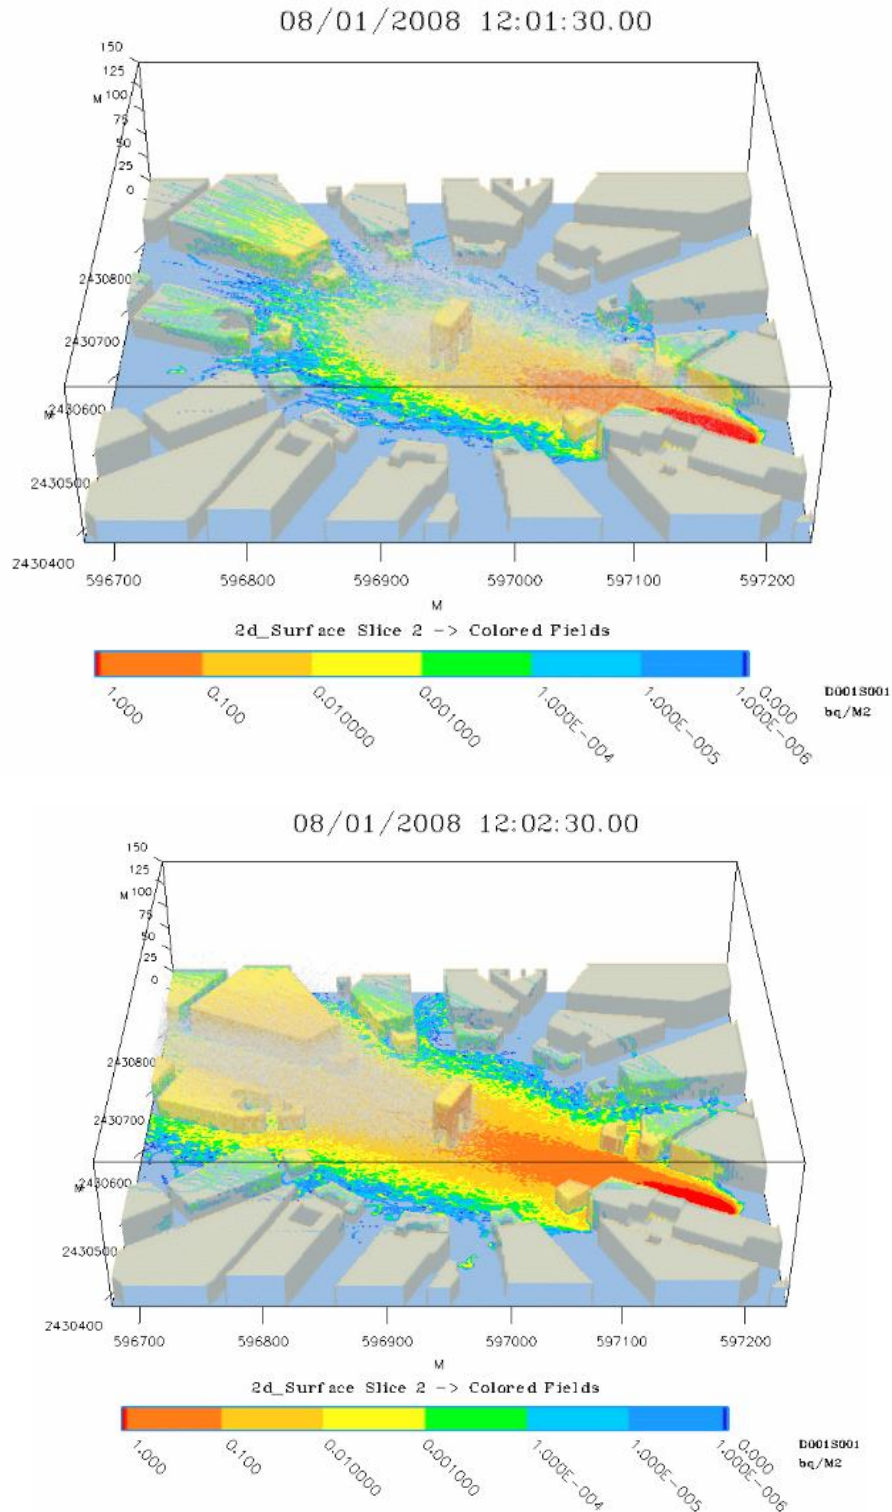 08/01/2008 12:01:30.00
150
125
M 100
75
50
25
0
2430800
2430700
2430600
M
2430500
2430400
596700 596800 596900 597000 597100 597200
M
2d_Surface Slice 2 -> Colored Fields
1.000 0.100 0.010000 0.001000 1.000E-004 1.000E-005 1.000E-006 0.000
D001S001
bq/M2
08/01/2008 12:02:30.00
150
125
M 100
75
50
25
0
2430800
2430700
2430600
M
2430500
2430400
596700 596800 596900 597000 597100 597200
M
2d_Surface Slice 2 -> Colored Fields
1.000 0.100 0.010000 0.001000 1.000E-004 1.000E-005 1.000E-006 0.000
D001S001
bq/M2